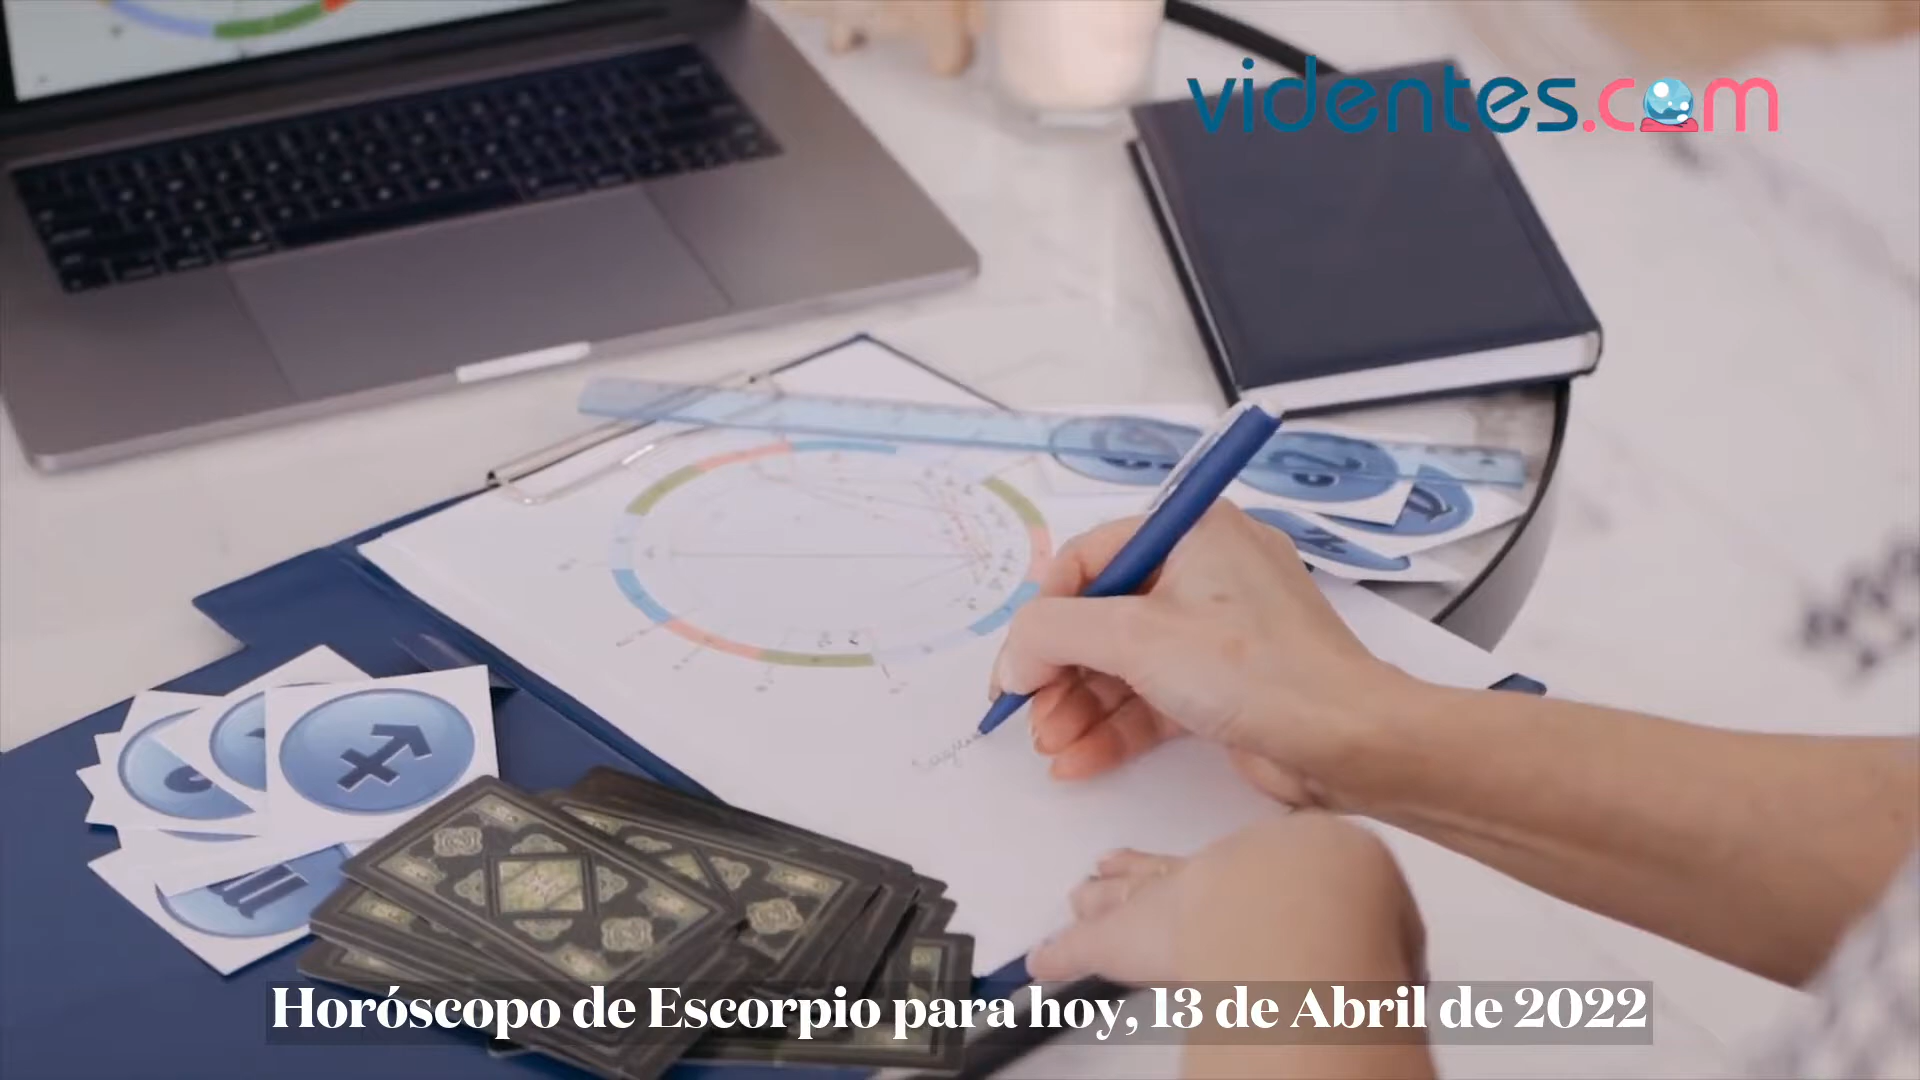 videntes.com
Horóscopo de Escorpio para hoy, 13 de Abril de 2022